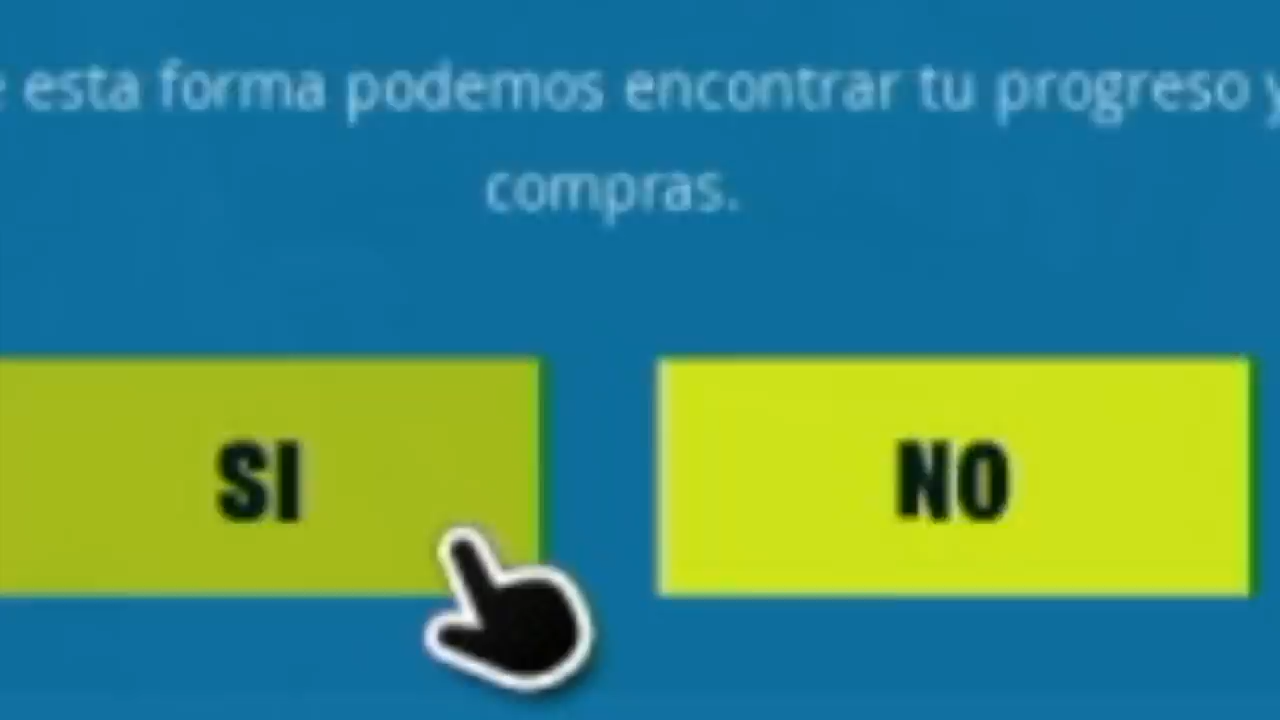 esta forma podemos encontrar tu progreso y
compras.
SI
NO